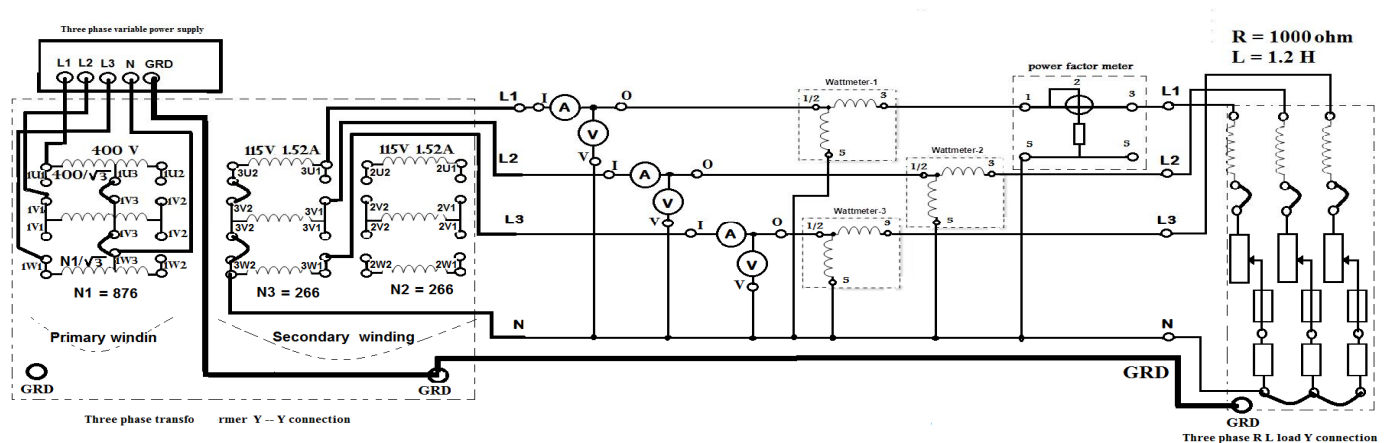 Three phase variable power supply
L1 L2 L3 N GRD
400 V
400/√3
1U1 1U3 1U2
1V1 1V3 1V2
1V1 1V3 1V2
1W1 N1/√3 1W3 1W2
N1 = 876
Primary windin
GRD
115V 1.52A
3U2 3U1
3V2 3V1
3V2 3V1
3W2 3W1
N3 = 266
115V 1.52A
2U2 2U1
2V2 2V1
2V2 2V1
2W2 2W1
N2 = 266
Secondary winding
GRD
Three phase transfo rmer Y -- Y connection
L1 I A O
V
V
L2 I A O
V
V
L3 I A O
V
V
N
Wattmeter-1
1/2 3
S
Wattmeter-2
1/2 3
S
Wattmeter-3
1/2 3
S
power factor meter
1 2 3
S S
L1
L2
L3
N
GRD
R = 1000 ohm
L = 1.2 H
GRD
Three phase R L load Y connection